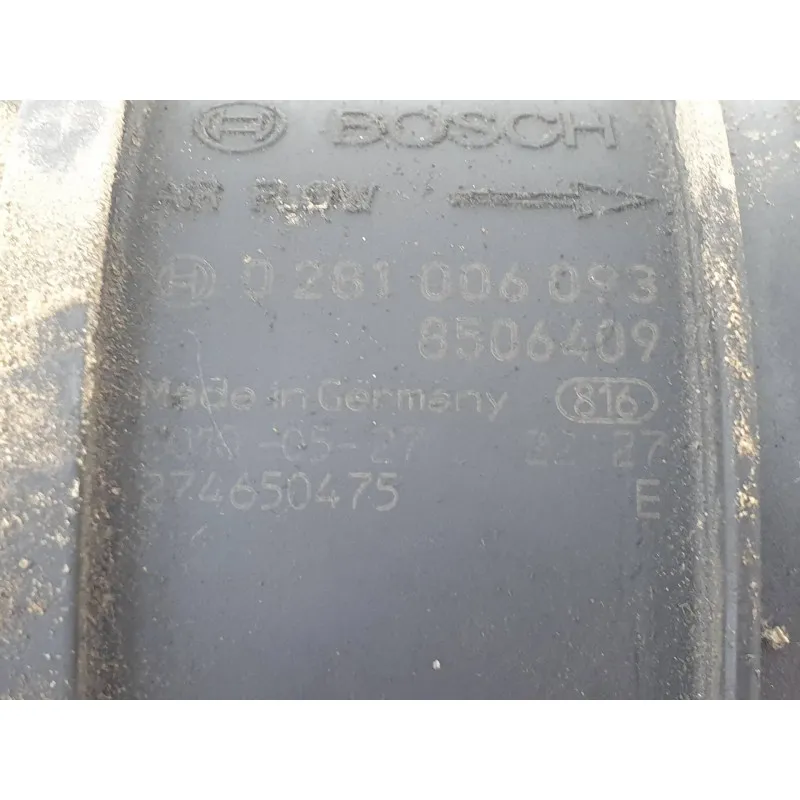 BOSCH
AIR FLOW
0 281 006 093
8506409
Made in Germany 816
-05-27 22 27
274650475 E